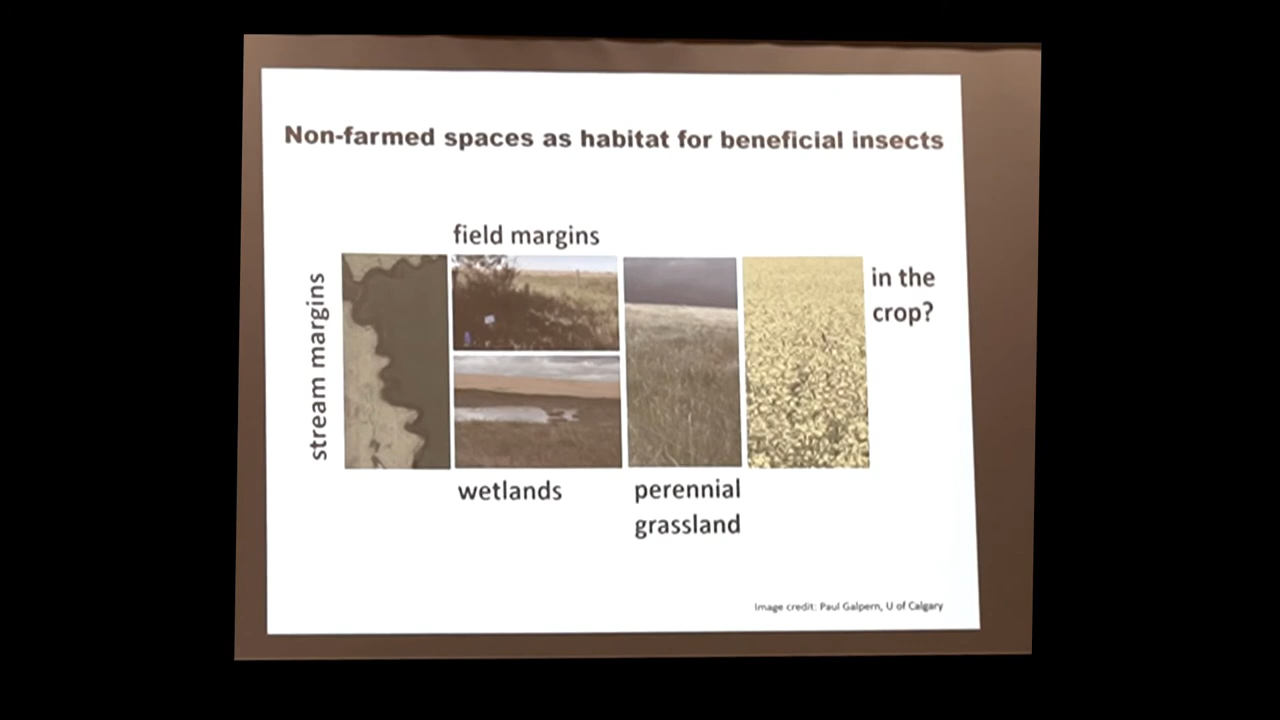 Non-farmed spaces as habitat for beneficial insects
field margins
stream margins
in the
crop?
wetlands
perennial
grassland
Image credit: Paul Galpern, U of Calgary